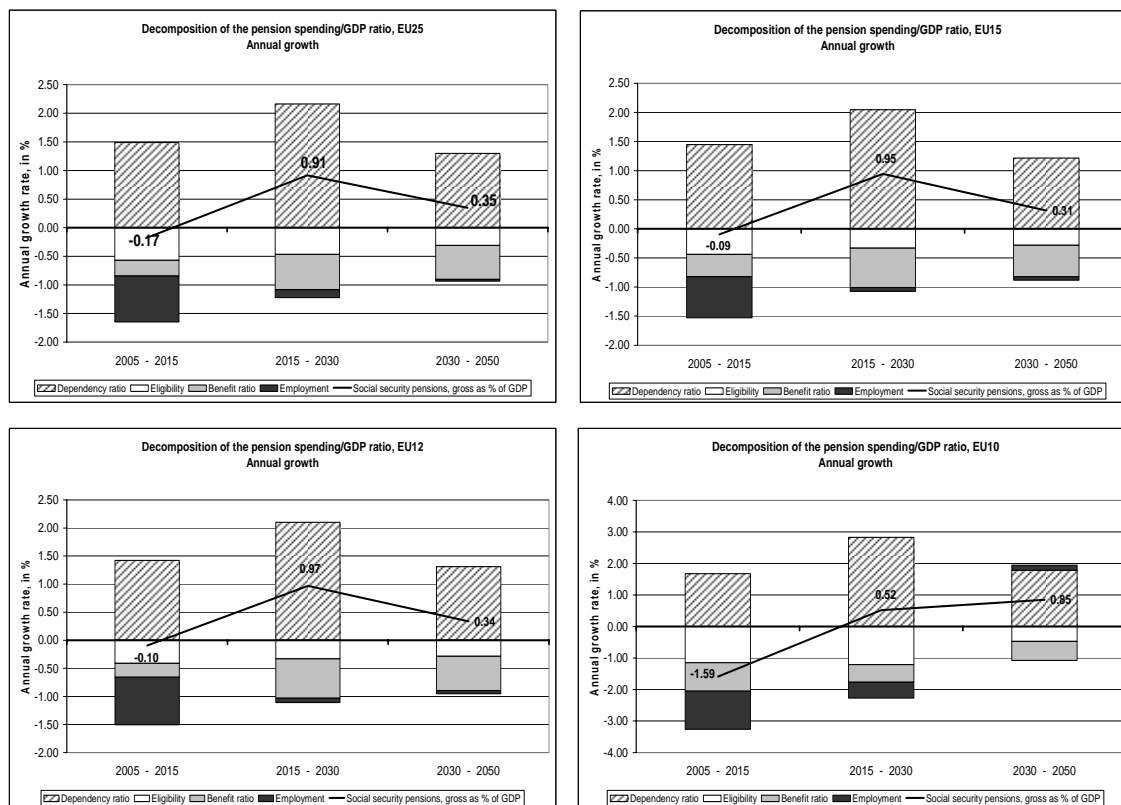 Decomposition of the pension spending/GDP ratio, EU25
Annual growth
Annual growth rate, in %
2.50
2.00
1.50
1.00
0.50
0.00
-0.50
-1.00
-1.50
-2.00
-0.17
0.91
0.35
2005 - 2015
2015 - 2030
2030 - 2050
Dependency ratio
Eligibility
Benefit ratio
Employment
Social security pensions, gross as % of GDP
Decomposition of the pension spending/GDP ratio, EU15
Annual growth
Annual growth rate, in %
2.50
2.00
1.50
1.00
0.50
0.00
-0.50
-1.00
-1.50
-2.00
-0.09
0.95
0.31
2005 - 2015
2015 - 2030
2030 - 2050
Dependency ratio
Eligibility
Benefit ratio
Employment
Social security pensions, gross as % of GDP
Decomposition of the pension spending/GDP ratio, EU12
Annual growth
Annual growth rate, in %
2.50
2.00
1.50
1.00
0.50
0.00
-0.50
-1.00
-1.50
-2.00
-0.10
0.97
0.34
2005 - 2015
2015 - 2030
2030 - 2050
Dependency ratio
Eligibility
Benefit ratio
Employment
Social security pensions, gross as % of GDP
Decomposition of the pension spending/GDP ratio, EU10
Annual growth
Annual growth rate, in %
4.00
3.00
2.00
1.00
0.00
-1.00
-2.00
-3.00
-4.00
-1.59
0.52
0.85
2005 - 2015
2015 - 2030
2030 - 2050
Dependency ratio
Eligibility
Benefit ratio
Employment
Social security pensions, gross as % of GDP